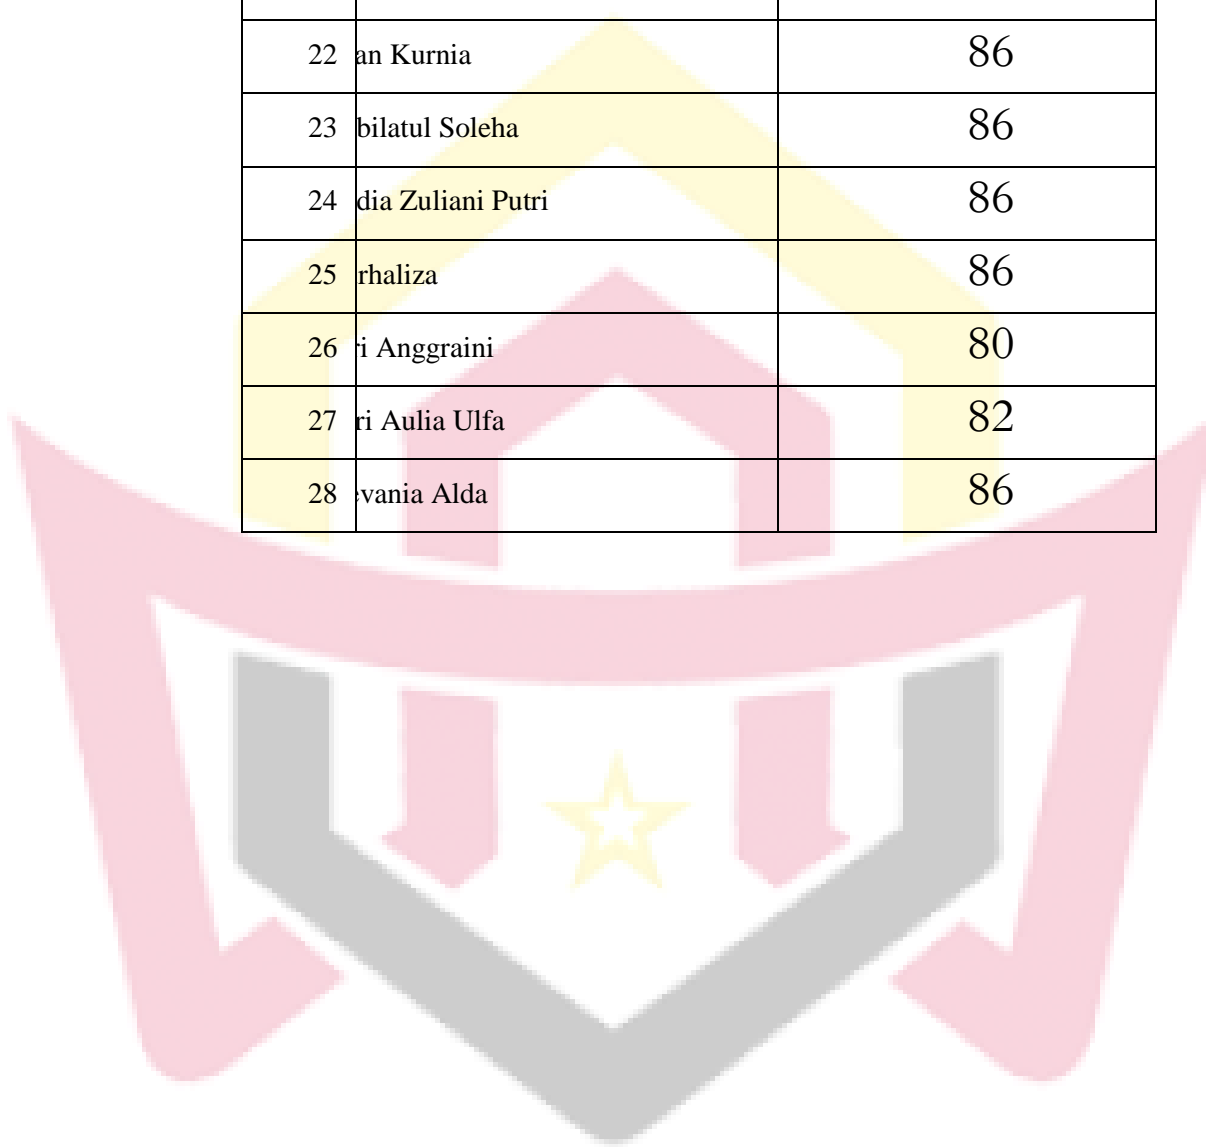 22 an Kurnia 86
23 bilatul Soleha 86
24 dia Zuliani Putri 86
25 rhaliza 86
26 ri Anggraini 80
27 ri Aulia Ulfa 82
28 vania Alda 86